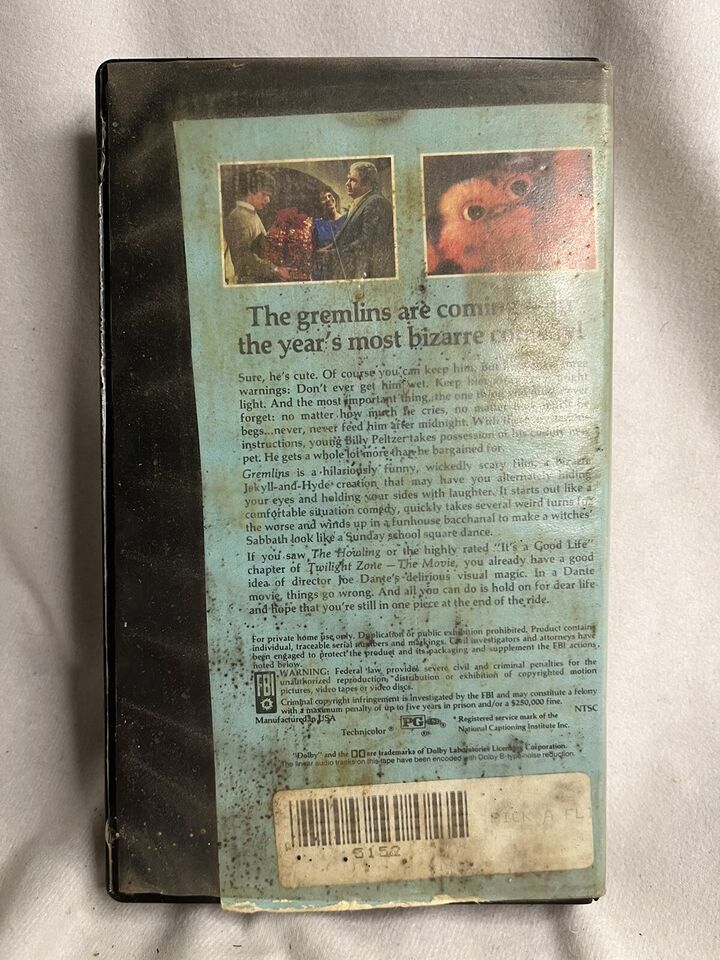 The gremlins are coming
the year's most bizarre
Sure, he's cute. Of course you can keep him. But
warnings: Don't ever get him wet. Keep him
light. And the most important thing, the one
forget: no matter how much he cries, no
begs...never, never feed him after midnight. With
instructions, young Billy Peltzer takes possession of his cuddly new
pet. He gets a whole lot more than he bargained for.
Gremlins is a hilariously funny, wickedly scary film, a bizarre
Jekyll-and-Hyde creation that may have you alternately hiding
your eyes and holding your sides with laughter. It starts out like a
comfortable situation comedy, quickly takes several weird turns for
the worse and winds up in a funhouse bacchanal to make a witches'
Sabbath look like a Sunday school square dance.
If you saw The Howling or the highly rated "It's a Good Life"
chapter of Twilight Zone — The Movie, you already have a good
idea of director Joe Dante's delirious visual magic. In a Dante
movie, things go wrong. And all you can do is hold on for dear life
and hope that you're still in one piece at the end of the ride.
For private home use only. Duplication or public exhibition prohibited. Product contains
individual, traceable serial numbers and markings. Civil investigators and attorneys have
been engaged to protect the product and its packaging and supplement the FBI actions
noted below.
FBI
WARNING: Federal law provides severe civil and criminal penalties for the
unauthorized reproduction, distribution or exhibition of copyrighted motion
pictures, video tapes or video discs.
Criminal copyright infringement is investigated by the FBI and may constitute a felony
with a maximum penalty of up to five years in prison and/or a $250,000 fine.
Manufactured in USA
NTSC
Technicolor ®
PG
* Registered service mark of the
National Captioning Institute Inc.
"Dolby" and the are trademarks of Dolby Laboratories Licensing Corporation.
The linear audio tracks on this tape have been encoded with Dolby B-type noise reduction.
5152
PICK A FL